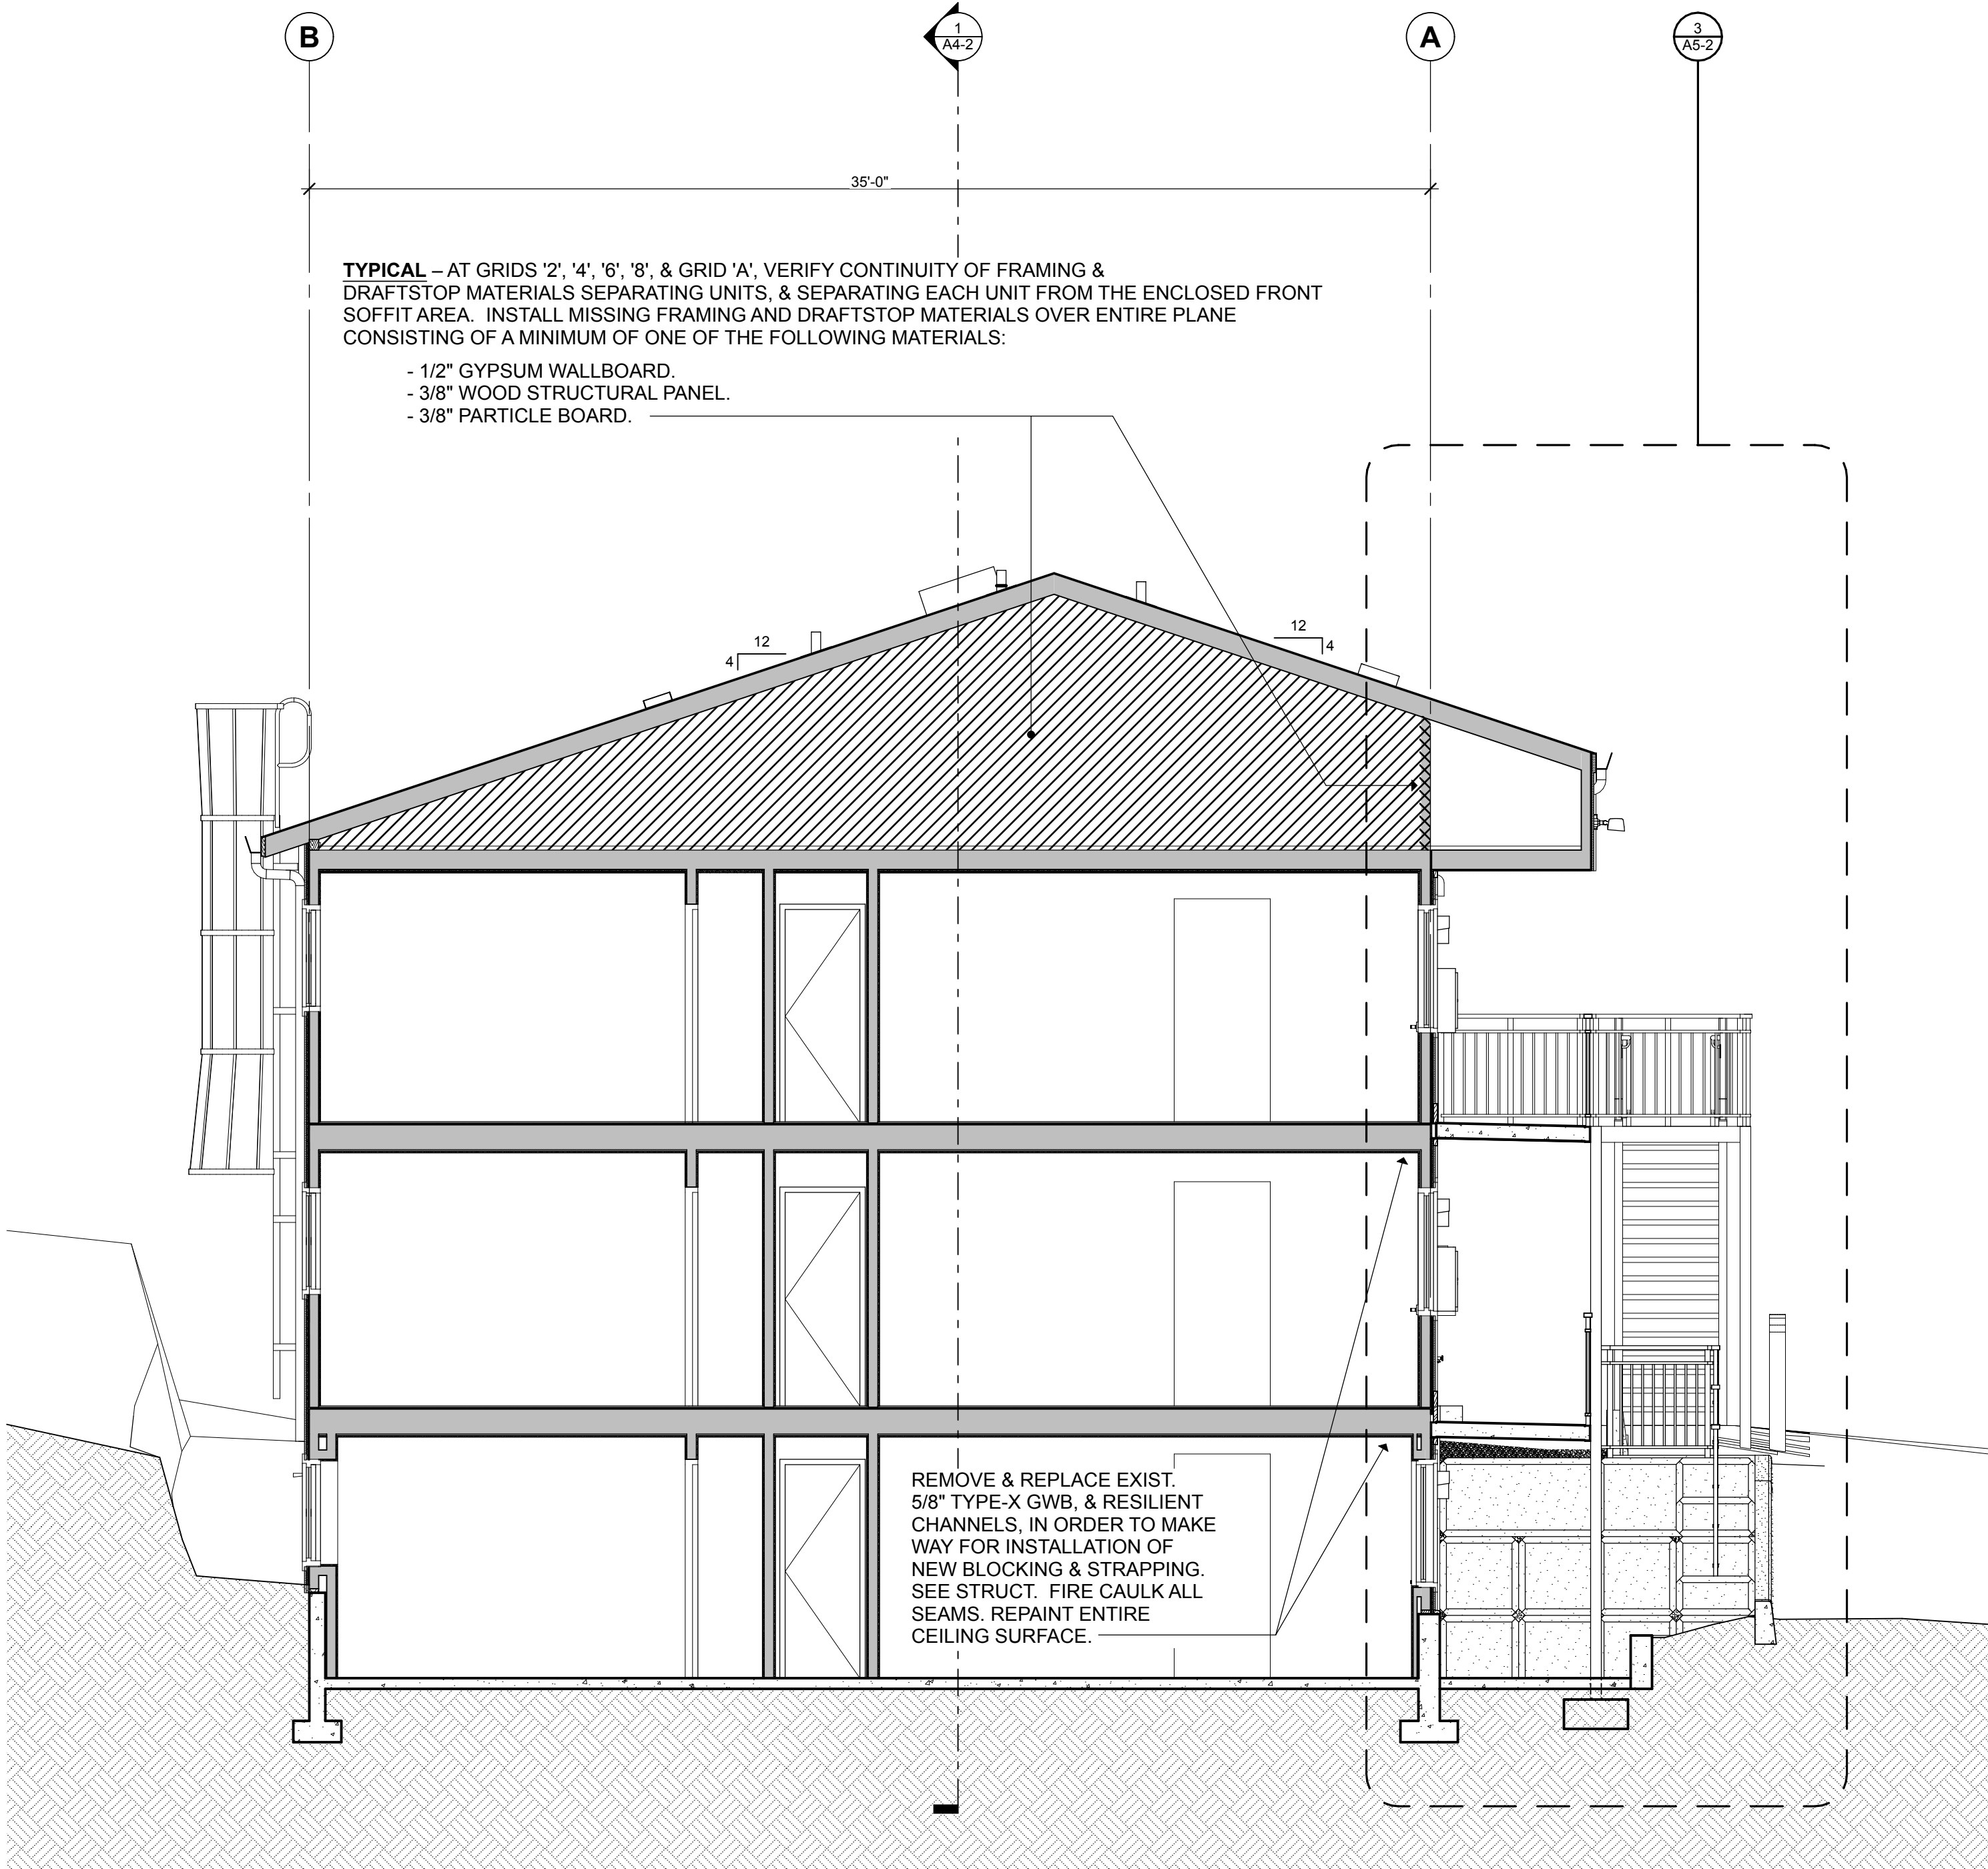 B
1
A4-2
A
3
A5-2
35'-0"
TYPICAL – AT GRIDS '2', '4', '6', '8', & GRID 'A', VERIFY CONTINUITY OF FRAMING &
DRAFTSTOP MATERIALS SEPARATING UNITS, & SEPARATING EACH UNIT FROM THE ENCLOSED FRONT
SOFFIT AREA. INSTALL MISSING FRAMING AND DRAFTSTOP MATERIALS OVER ENTIRE PLANE
CONSISTING OF A MINIMUM OF ONE OF THE FOLLOWING MATERIALS:
- 1/2" GYPSUM WALLBOARD.
- 3/8" WOOD STRUCTURAL PANEL.
- 3/8" PARTICLE BOARD.
12
4
12
4
REMOVE & REPLACE EXIST.
5/8" TYPE-X GWB, & RESILIENT
CHANNELS, IN ORDER TO MAKE
WAY FOR INSTALLATION OF
NEW BLOCKING & STRAPPING.
SEE STRUCT. FIRE CAULK ALL
SEAMS. REPAINT ENTIRE
CEILING SURFACE.